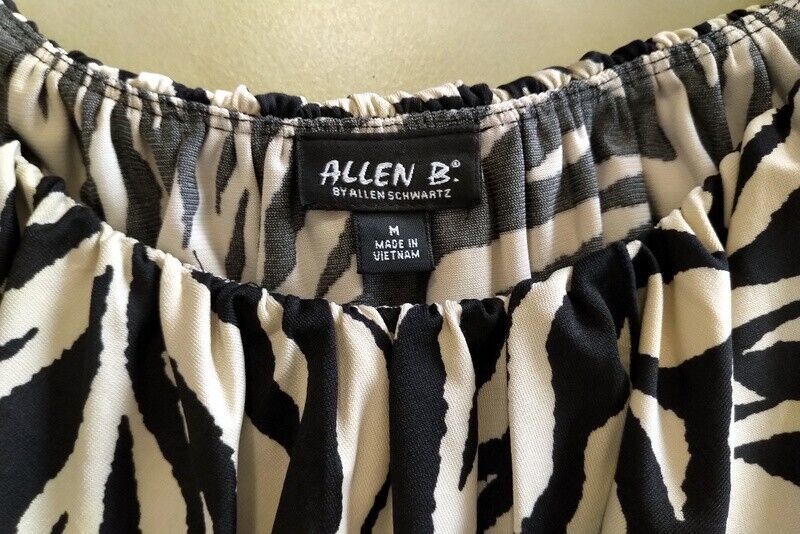 ALLEN B.®
BY ALLEN SCHWARTZ
M
MADE IN
VIETNAM